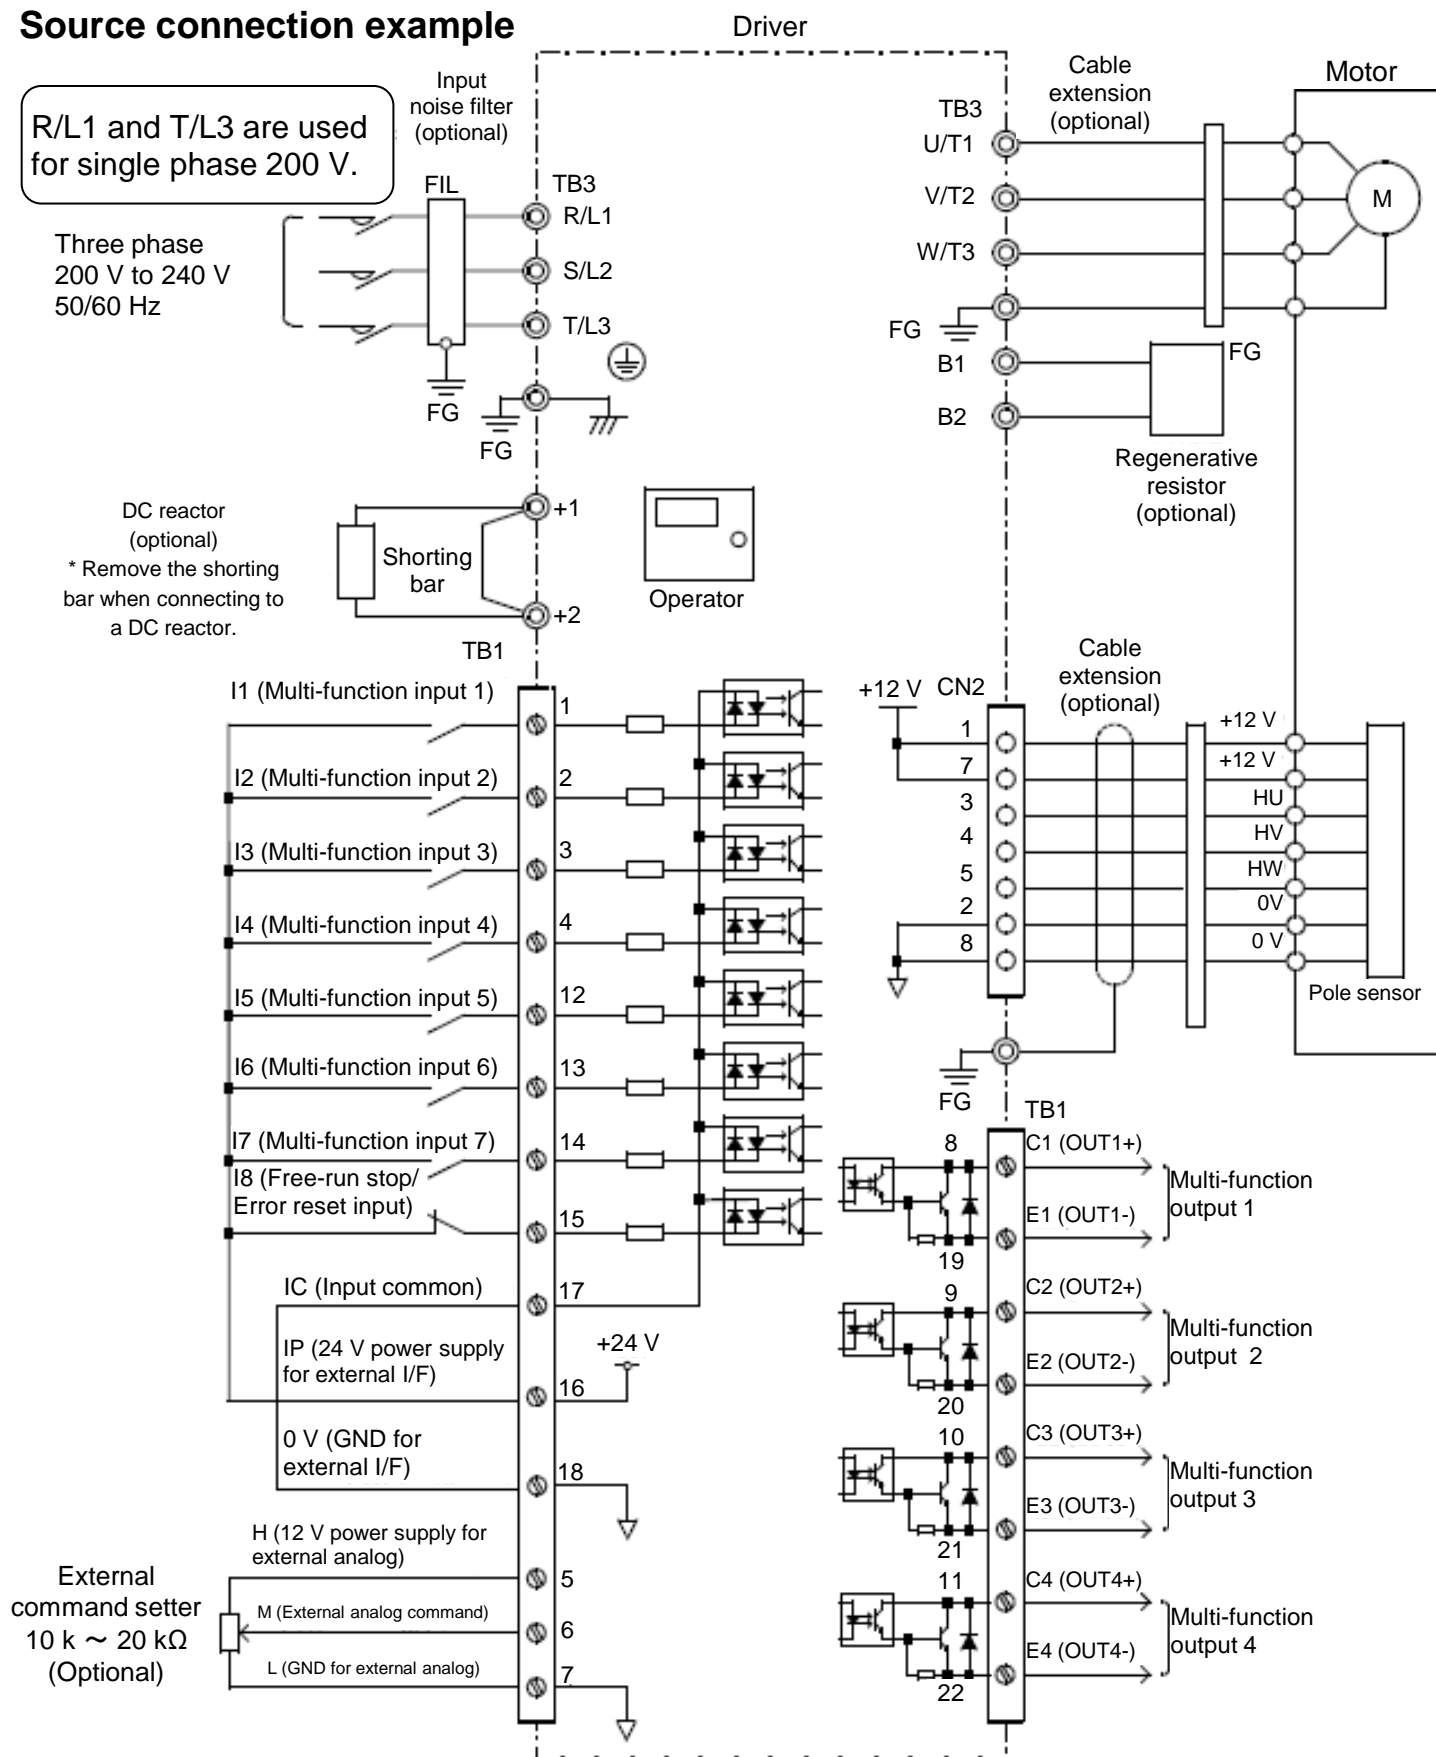 Source connection example
Driver
R/L1 and T/L3 are used
for single phase 200 V.
Input
noise filter
(optional)
FIL
TB3
R/L1
S/L2
T/L3
Three phase
200 V to 240 V
50/60 Hz
FG
FG
DC reactor
(optional)
* Remove the shorting
bar when connecting to
a DC reactor.
Shorting
bar
+1
+2
Operator
TB3
U/T1
V/T2
W/T3
FG
B1
B2
Cable
extension
(optional)
Motor
M
FG
Regenerative
resistor
(optional)
TB1
I1 (Multi-function input 1)
1
I2 (Multi-function input 2)
2
I3 (Multi-function input 3)
3
I4 (Multi-function input 4)
4
I5 (Multi-function input 5)
12
I6 (Multi-function input 6)
13
I7 (Multi-function input 7)
14
I8 (Free-run stop/
Error reset input)
15
IC (Input common)
17
IP (24 V power supply
for external I/F)
16
+24 V
0 V (GND for
external I/F)
18
H (12 V power supply for
external analog)
5
M (External analog command)
6
L (GND for external analog)
7
External
command setter
10 k ～ 20 kΩ
(Optional)
+12 V
CN2
1
7
3
4
5
2
8
Cable
extension
(optional)
+12 V
+12 V
HU
HV
HW
0V
0 V
Pole sensor
FG
TB1
8
C1 (OUT1+)
E1 (OUT1-)
19
Multi-function
output 1
9
C2 (OUT2+)
E2 (OUT2-)
20
Multi-function
output 2
10
C3 (OUT3+)
E3 (OUT3-)
21
Multi-function
output 3
11
C4 (OUT4+)
E4 (OUT4-)
22
Multi-function
output 4